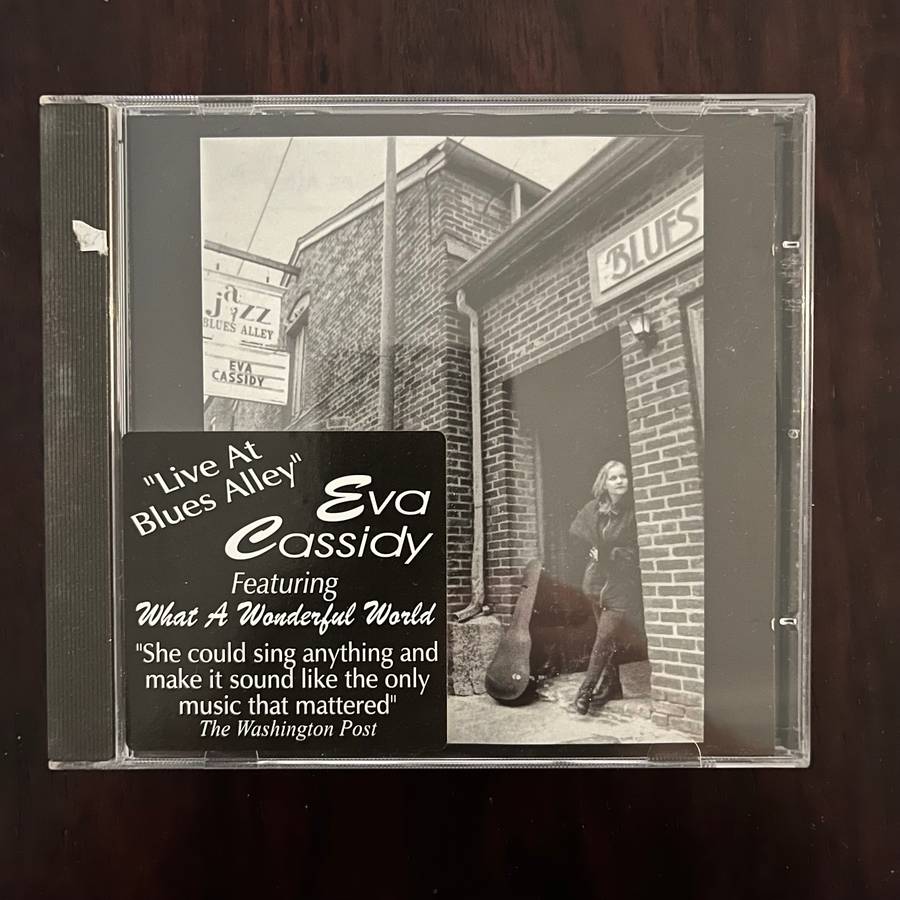 BLUES
jazz
BLUES ALLEY
EVA
CASSIDY
"Live At
Blues Alley"
Eva
Cassidy
Featuring
What A Wonderful World
"She could sing anything and
make it sound like the only
music that mattered"
The Washington Post